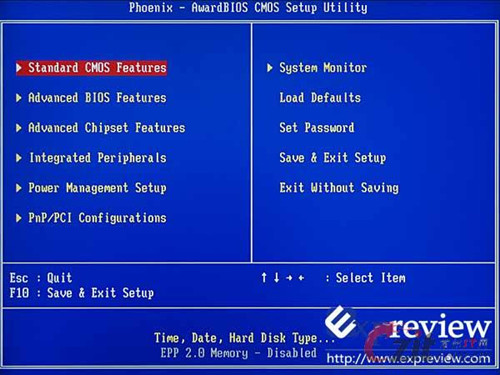 Phoenix - AwardBIOS CMOS Setup Utility
Standard CMOS Features
Advanced BIOS Features
Advanced Chipset Features
Integrated Peripherals
Power Management Setup
PnP/PCI Configurations
System Monitor
Load Defaults
Set Password
Save & Exit Setup
Exit Without Saving
Esc : Quit
F10 : Save & Exit Setup
↑ ↓ → ← : Select Item
Time, Date, Hard Disk Type...
EPP 2.0 Memory - Disabled
review
http://www.expreview.com